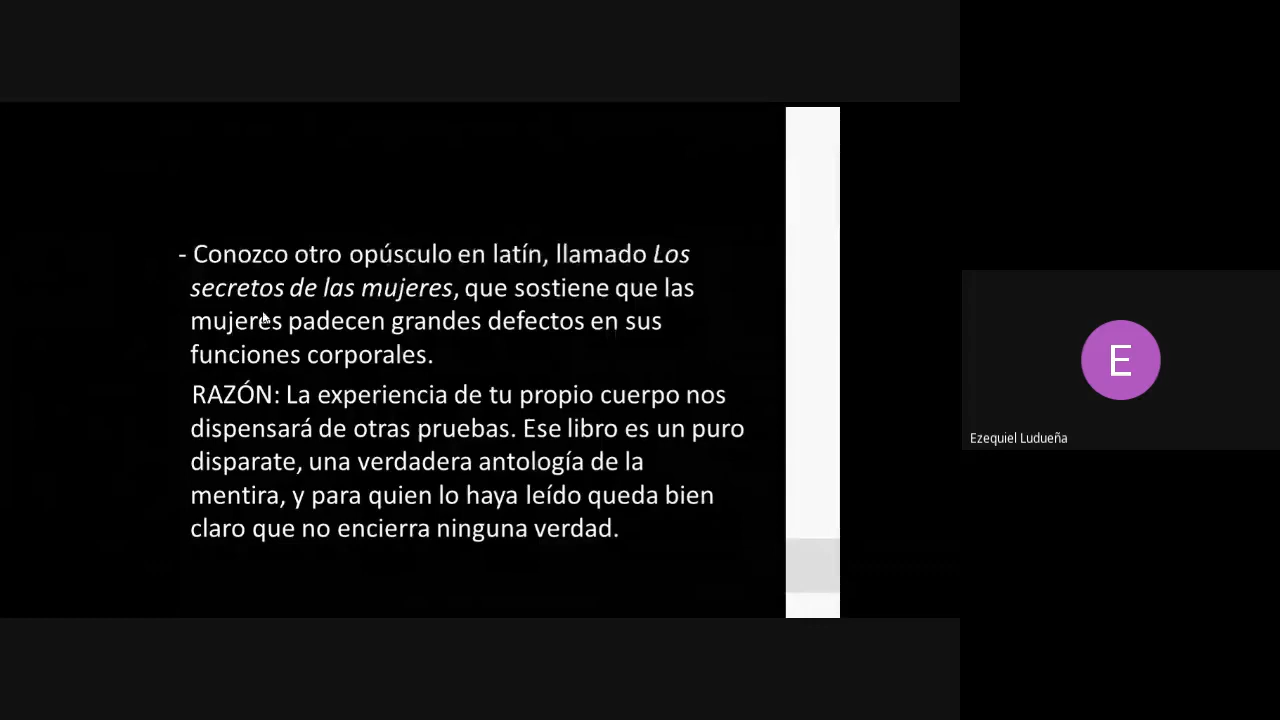 - Conozco otro opúsculo en latín, llamado Los
secretos de las mujeres, que sostiene que las
mujeres padecen grandes defectos en sus
funciones corporales.
RAZÓN: La experiencia de tu propio cuerpo nos
dispensará de otras pruebas. Ese libro es un puro
disparate, una verdadera antología de la
mentira, y para quien lo haya leído queda bien
claro que no encierra ninguna verdad.
E
Ezequiel Ludueña